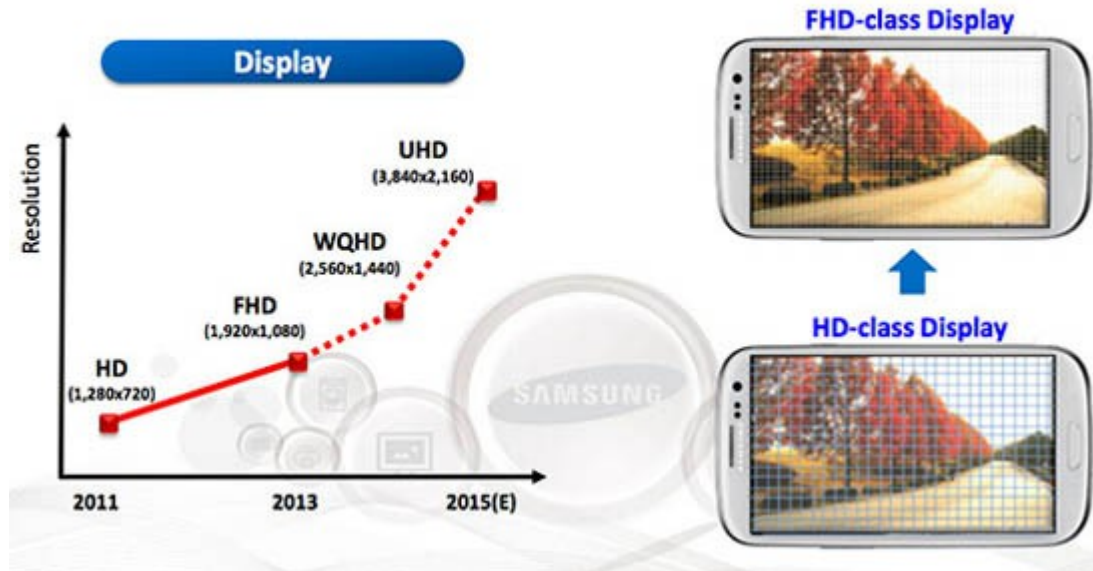 Display
Resolution
UHD
(3,840x2,160)
WQHD
(2,560x1,440)
FHD
(1,920x1,080)
HD
(1,280x720)
2011
2013
2015(E)
SAMSUNG
FHD-class Display
HD-class Display